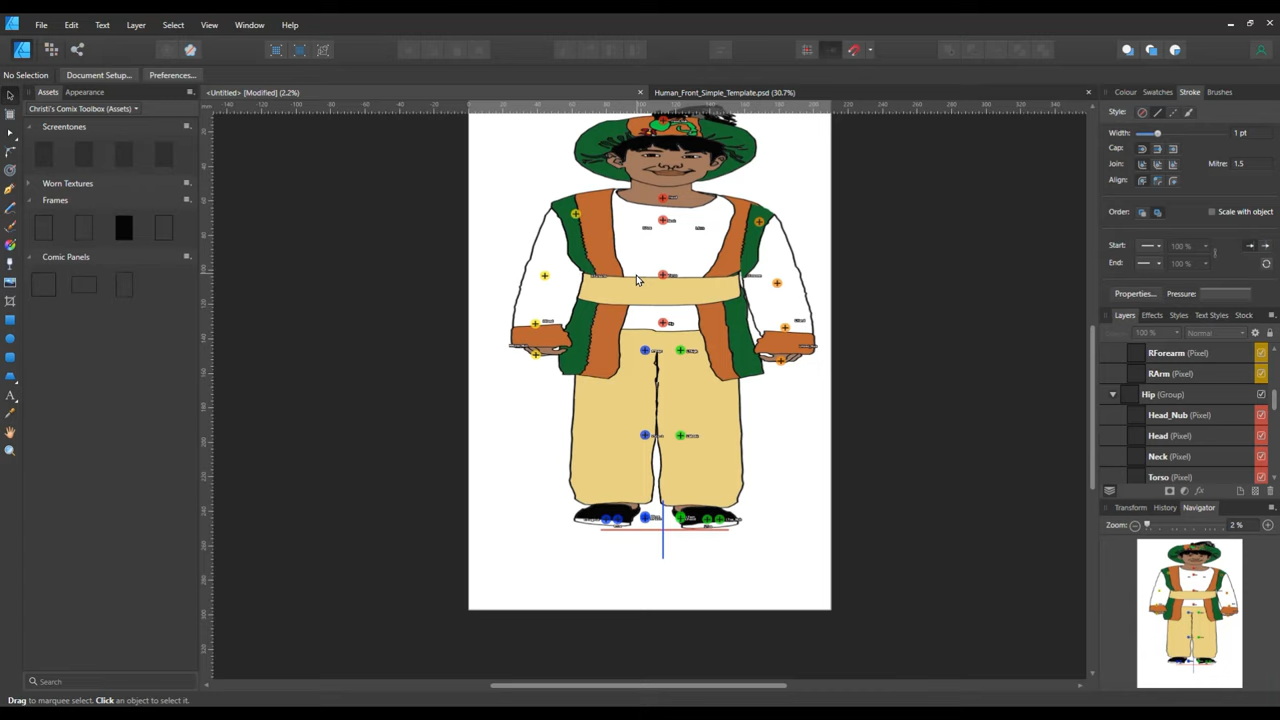 File Edit Text Layer Select View Window Help
No Selection Document Setup... Preferences...
Assets Appearance
<Untitled> [Modified] (2.2%)
Human_Front_Simple_Template.psd (30.7%)
Colour Swatches Stroke Brushes
Christi's Comix Toolbox (Assets)
Screentones
Worn Textures
Frames
Comic Panels
Style:
Width: 1 pt
Cap:
Join: Mitre: 1.5
Align:
Order: Scale with object
Start: 100 %
End: 100 %
Properties... Pressure:
Layers Effects Styles Text Styles Stock
100 % Normal
RForearm (Pixel)
RArm (Pixel)
Hip (Group)
Head_Nub (Pixel)
Head (Pixel)
Neck (Pixel)
Torso (Pixel)
Transform History Navigator
Zoom: 2 %
Search
Drag to marquee select. Click an object to select it.